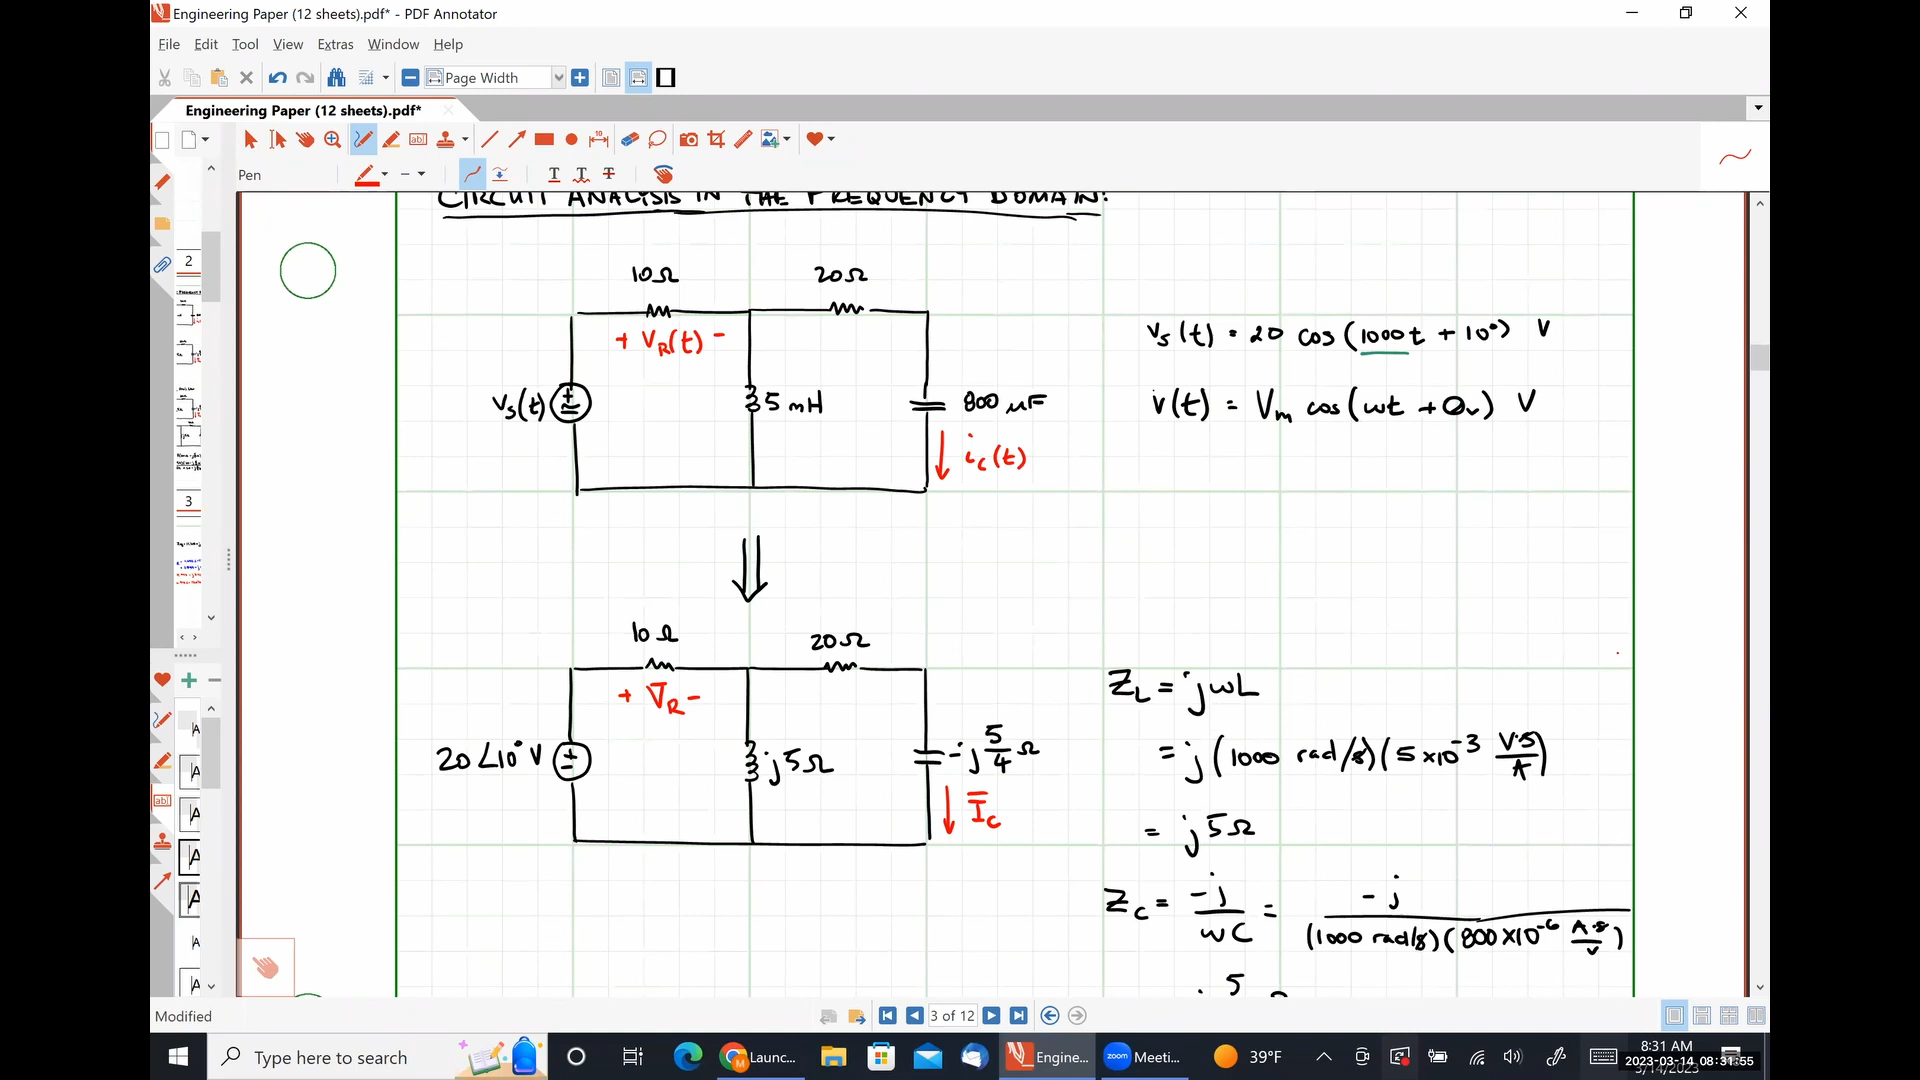 Engineering Paper (12 sheets).pdf* - PDF Annotator
File Edit Tool View Extras Window Help
Page Width
Engineering Paper (12 sheets).pdf*
Pen
CIRCUIT ANALYSIS IN THE FREQUENCY DOMAIN:
10Ω 20Ω
+ VR(t) -
vs(t) = 20 cos(1000t + 10°) V
vs(t) 5 mH 800 μF
v(t) = Vm cos(ωt + θv) V
ic(t)
2
3
10Ω 20Ω
+ V̅R -
ZL = jωL
20∠10° V j5Ω -j 5/4 Ω
= j(1000 rad/s)(5×10⁻³ V·S/A)
I̅c
= j5Ω
Zc = -j/ωC = -j/(1000 rad/s)(800×10⁻⁶ A·s/V)
5
Modified
3 of 12
Type here to search
Launc...
Engine...
zoom
Meeti...
39°F
8:31 AM
2023-03-14 08:31:55